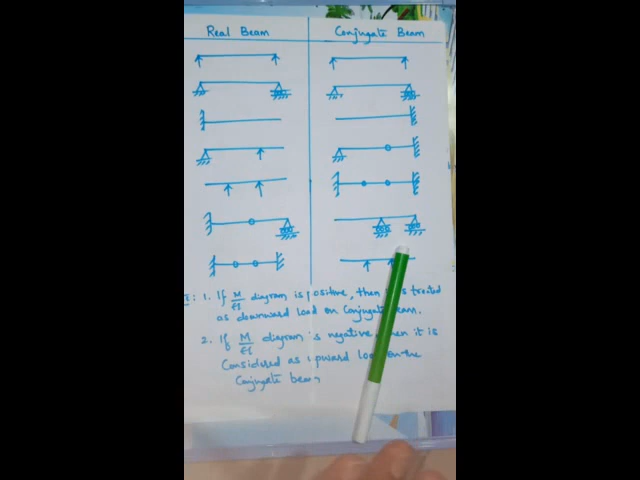 Real Beam
Conjugate Beam
: 1. If M/EI diagram is positive, then is treated
as downward load on Conjugate Beam.
2. If M/EI diagram is negative then it is
Considered as upward load on the
Conjugate beam